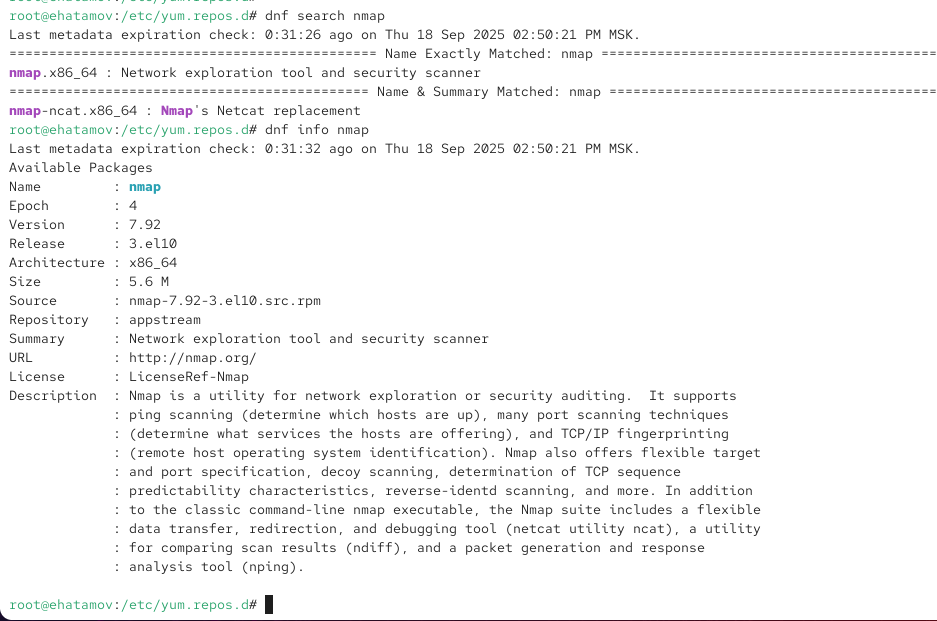 root@ehatamov:/etc/yum.repos.d# dnf search nmap
Last metadata expiration check: 0:31:26 ago on Thu 18 Sep 2025 02:50:21 PM MSK.
============================================== Name Exactly Matched: nmap ==========================================
nmap.x86_64 : Network exploration tool and security scanner
============================================= Name & Summary Matched: nmap =========================================
nmap-ncat.x86_64 : Nmap's Netcat replacement
root@ehatamov:/etc/yum.repos.d# dnf info nmap
Last metadata expiration check: 0:31:32 ago on Thu 18 Sep 2025 02:50:21 PM MSK.
Available Packages
Name         : nmap
Epoch        : 4
Version      : 7.92
Release      : 3.el10
Architecture : x86_64
Size         : 5.6 M
Source       : nmap-7.92-3.el10.src.rpm
Repository   : appstream
Summary      : Network exploration tool and security scanner
URL          : http://nmap.org/
License      : LicenseRef-Nmap
Description  : Nmap is a utility for network exploration or security auditing.  It supports
             : ping scanning (determine which hosts are up), many port scanning techniques
             : (determine what services the hosts are offering), and TCP/IP fingerprinting
             : (remote host operating system identification). Nmap also offers flexible target
             : and port specification, decoy scanning, determination of TCP sequence
             : predictability characteristics, reverse-identd scanning, and more. In addition
             : to the classic command-line nmap executable, the Nmap suite includes a flexible
             : data transfer, redirection, and debugging tool (netcat utility ncat), a utility
             : for comparing scan results (ndiff), and a packet generation and response
             : analysis tool (nping).
root@ehatamov:/etc/yum.repos.d#